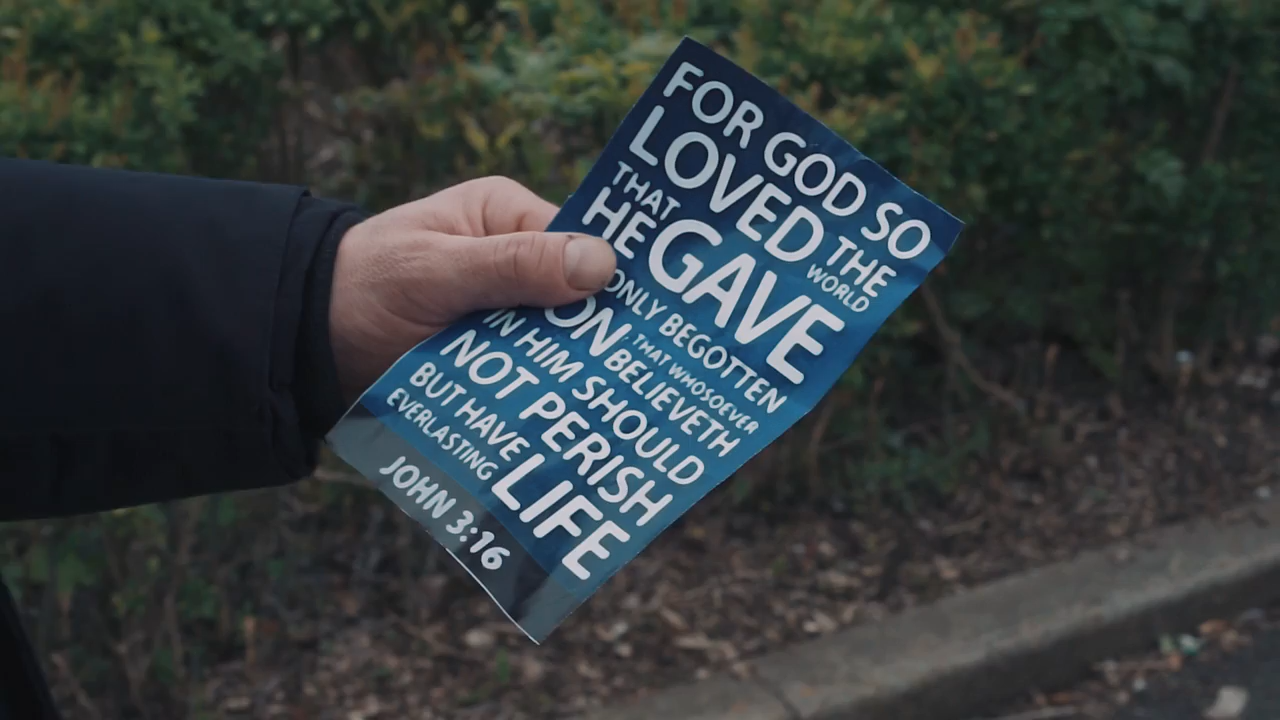 FOR GOD SO
LOVED THE
WORLD
THAT
HE GAVE
ONLY BEGOTTEN
ON THAT WHOSOEVER
BELIEVETH
IN HIM SHOULD
NOT PERISH
BUT HAVE
EVERLASTING
LIFE
JOHN 3:16